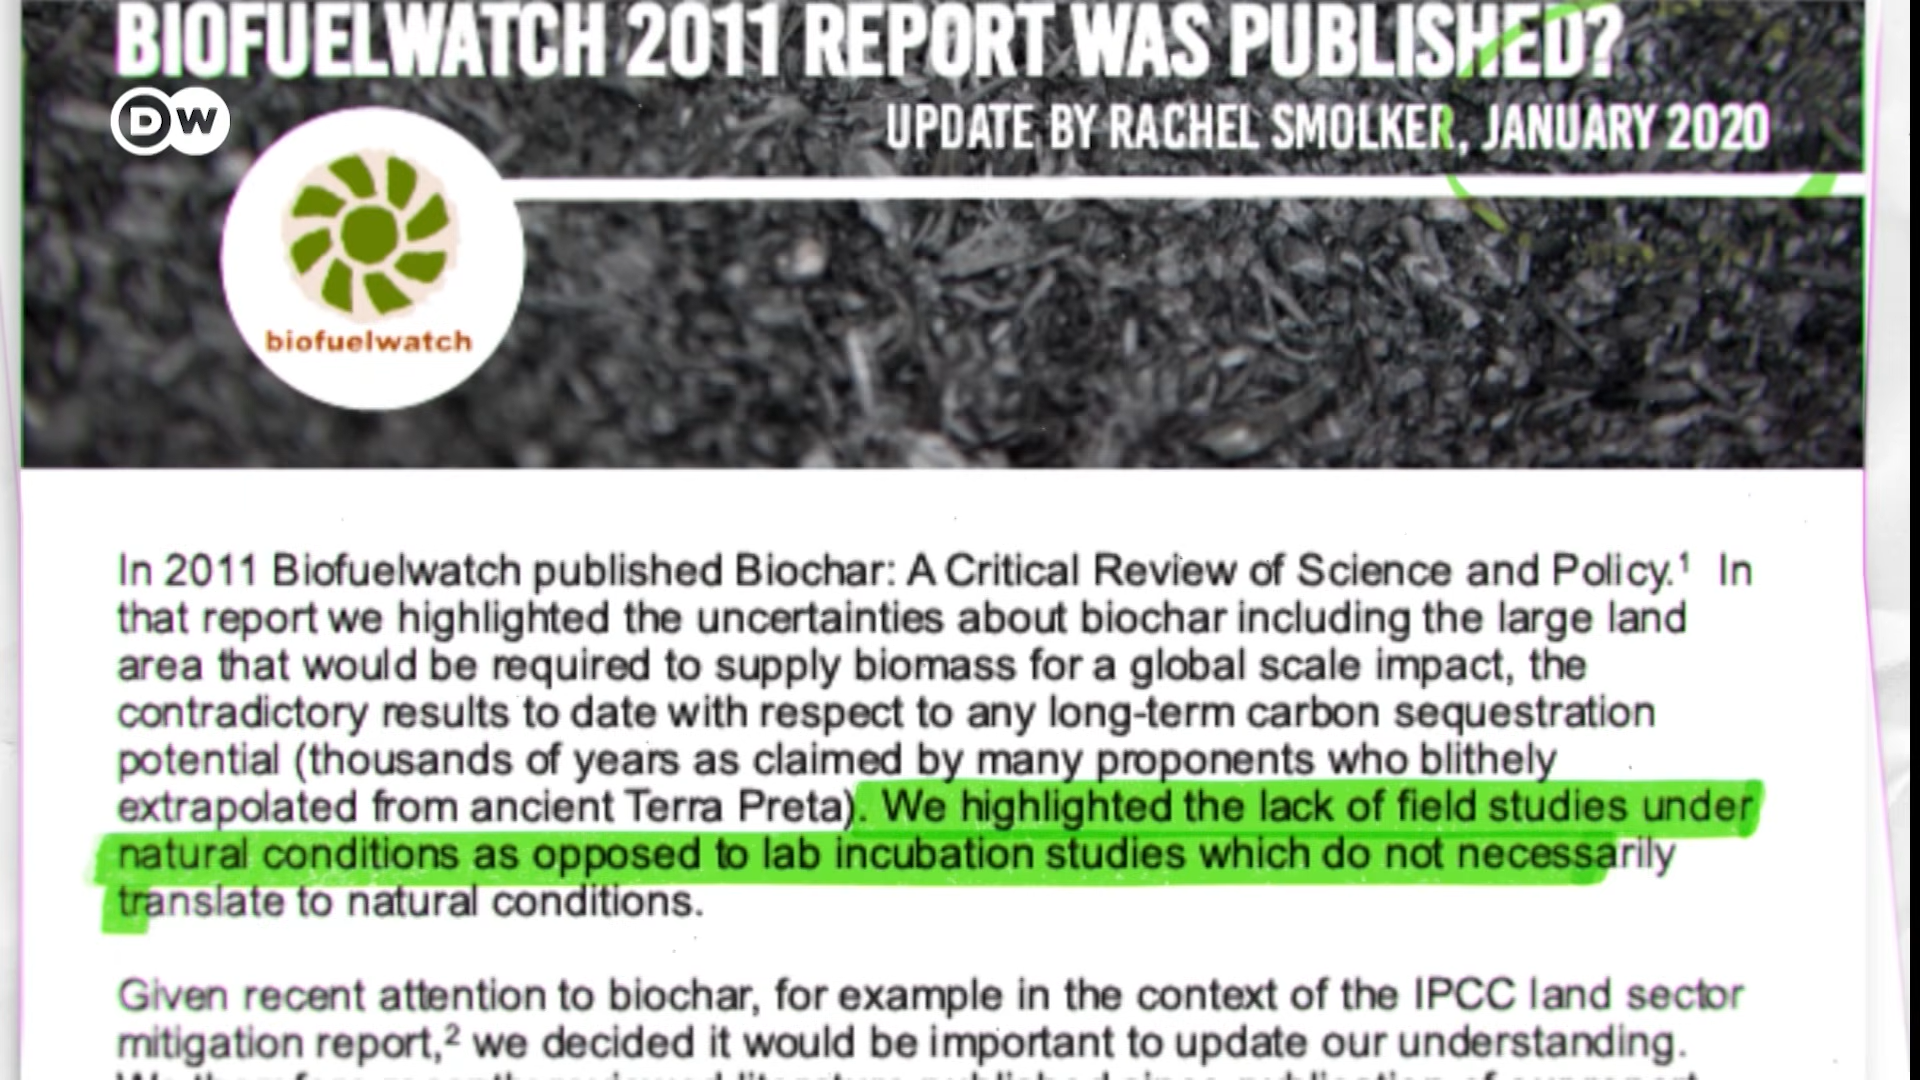 BIOFUELWATCH 2011 REPORT WAS PUBLISHED?
DW
UPDATE BY RACHEL SMOLKER, JANUARY 2020
biofuelwatch
In 2011 Biofuelwatch published Biochar: A Critical Review of Science and Policy.¹ In
that report we highlighted the uncertainties about biochar including the large land
area that would be required to supply biomass for a global scale impact, the
contradictory results to date with respect to any long-term carbon sequestration
potential (thousands of years as claimed by many proponents who blithely
extrapolated from ancient Terra Preta). We highlighted the lack of field studies under
natural conditions as opposed to lab incubation studies which do not necessarily
translate to natural conditions.
Given recent attention to biochar, for example in the context of the IPCC land sector
mitigation report,² we decided it would be important to update our understanding.